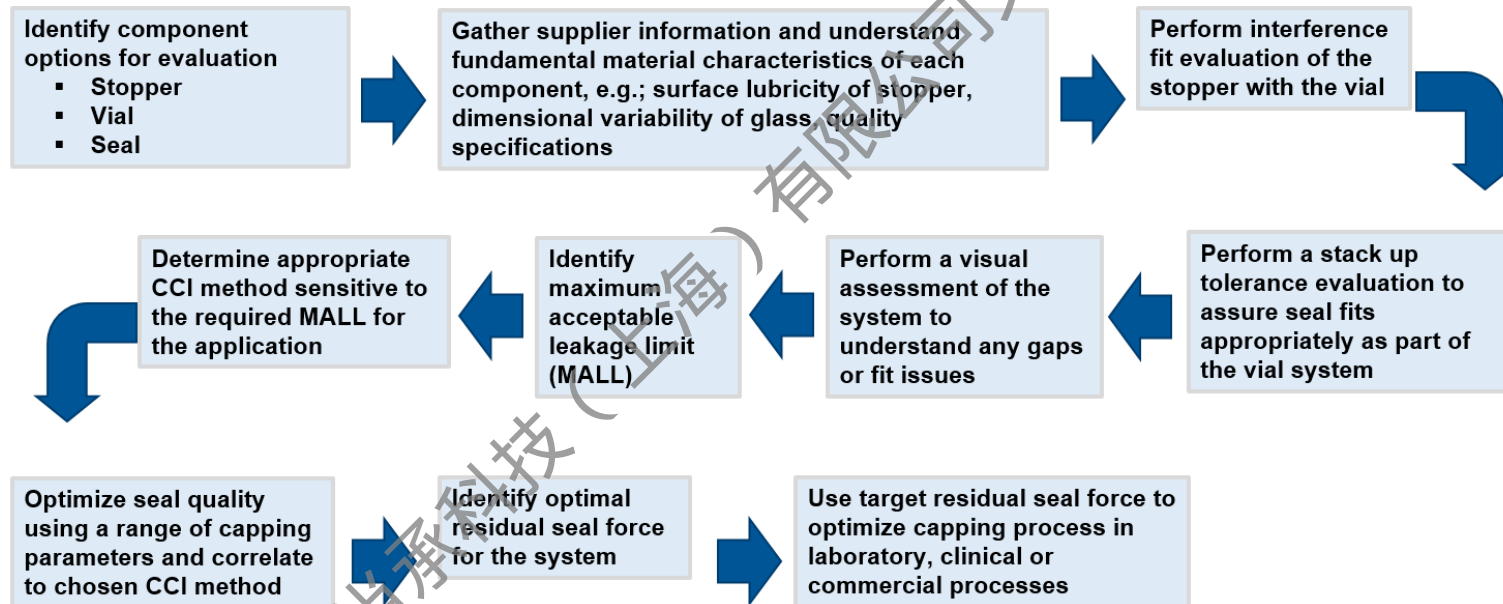 Identify component
options for evaluation
▪ Stopper
▪ Vial
▪ Seal
Gather supplier information and understand
fundamental material characteristics of each
component, e.g.; surface lubricity of stopper,
dimensional variability of glass, quality
specifications
Perform interference
fit evaluation of the
stopper with the vial
Perform a stack up
tolerance evaluation to
assure seal fits
appropriately as part of
the vial system
Perform a visual
assessment of the
system to
understand any gaps
or fit issues
Identify
maximum
acceptable
leakage limit
(MALL)
Determine appropriate
CCI method sensitive to
the required MALL for
the application
Optimize seal quality
using a range of capping
parameters and correlate
to chosen CCI method
Identify optimal
residual seal force
for the system
Use target residual seal force to
optimize capping process in
laboratory, clinical or
commercial processes
承科技（上海）有限公司